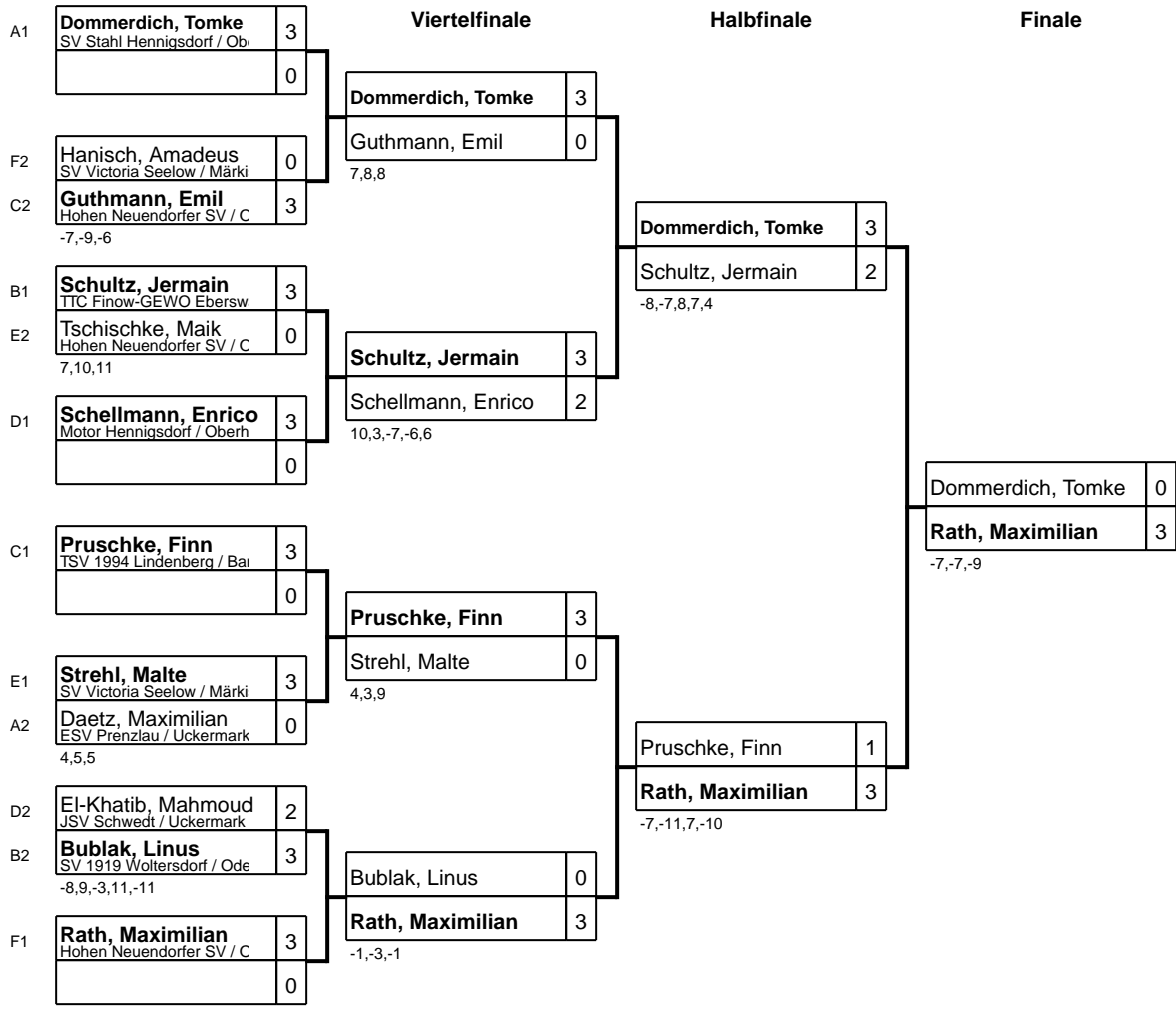 Viertelfinale
Halbfinale
Finale
A1
Dommerdich, Tomke 3
SV Stahl Hennigsdorf / Ob
0
F2
Hanisch, Amadeus 0
SV Victoria Seelow / Märki
C2
Guthmann, Emil 3
Hohen Neuendorfer SV / C
-7,-9,-6
B1
Schultz, Jermain 3
TTC Finow-GEWO Ebersw
E2
Tschischke, Maik 0
Hohen Neuendorfer SV / C
7,10,11
D1
Schellmann, Enrico 3
Motor Hennigsdorf / Oberh
0
C1
Pruschke, Finn 3
TSV 1994 Lindenberg / Bar
0
E1
Strehl, Malte 3
SV Victoria Seelow / Märki
A2
Daetz, Maximilian 0
ESV Prenzlau / Uckermark
4,5,5
D2
El-Khatib, Mahmoud 2
JSV Schwedt / Uckermark
B2
Bublak, Linus 3
SV 1919 Woltersdorf / Ode
-8,9,-3,11,-11
F1
Rath, Maximilian 3
Hohen Neuendorfer SV / C
0
Dommerdich, Tomke 3
Guthmann, Emil 0
7,8,8
Schultz, Jermain 3
Schellmann, Enrico 2
10,3,-7,-6,6
Pruschke, Finn 3
Strehl, Malte 0
4,3,9
Bublak, Linus 0
Rath, Maximilian 3
-1,-3,-1
Dommerdich, Tomke 3
Schultz, Jermain 2
-8,-7,8,7,4
Pruschke, Finn 1
Rath, Maximilian 3
-7,-11,7,-10
Dommerdich, Tomke 0
Rath, Maximilian 3
-7,-7,-9